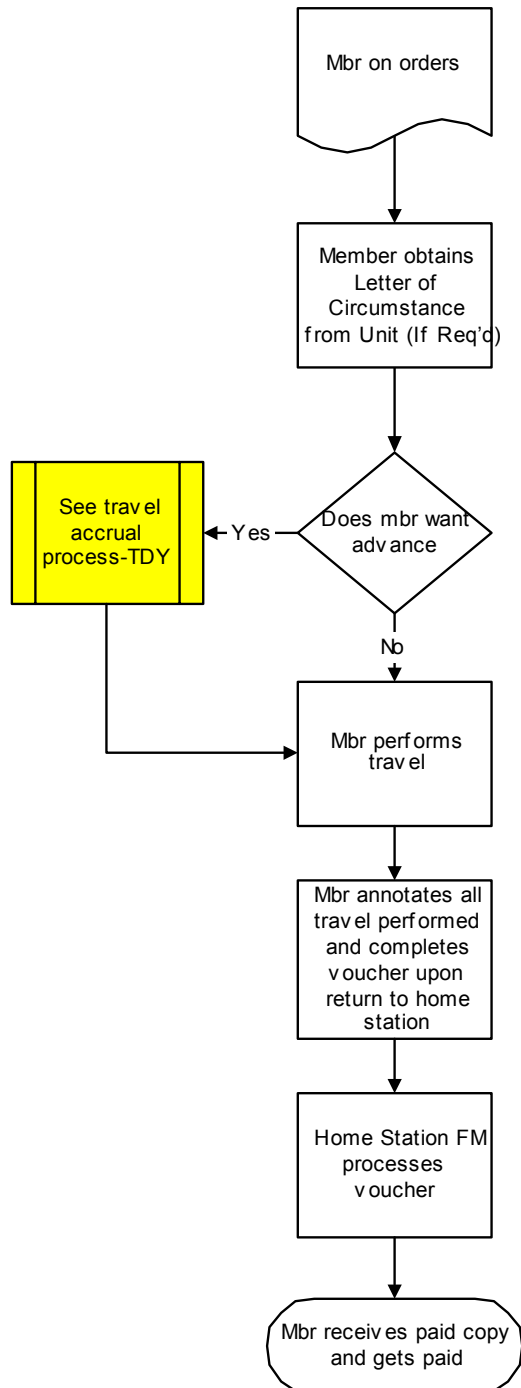 Mbr on orders
Member obtains
Letter of
Circumstance
from Unit (If Req'd)
Does mbr want
advance
Yes
See travel
accrual
process-TDY
No
Mbr performs
travel
Mbr annotates all
travel performed
and completes
voucher upon
return to home
station
Home Station FM
processes
voucher
Mbr receives paid copy
and gets paid